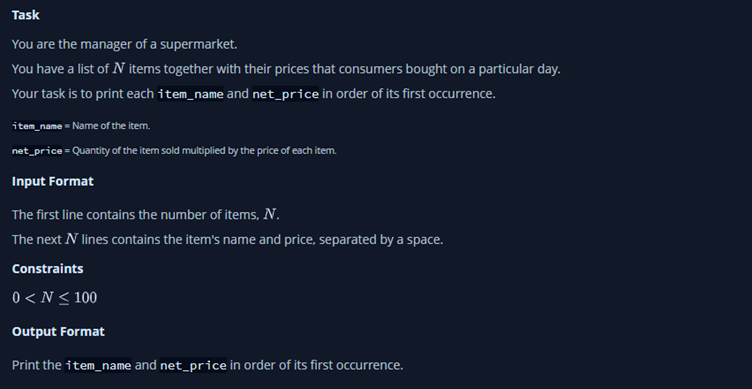 Task
You are the manager of a supermarket.
You have a list of N items together with their prices that consumers bought on a particular day.
Your task is to print each item_name and net_price in order of its first occurrence.
item_name = Name of the item.
net_price = Quantity of the item sold multiplied by the price of each item.
Input Format
The first line contains the number of items, N.
The next N lines contains the item's name and price, separated by a space.
Constraints
0 < N ≤ 100
Output Format
Print the item_name and net_price in order of its first occurrence.